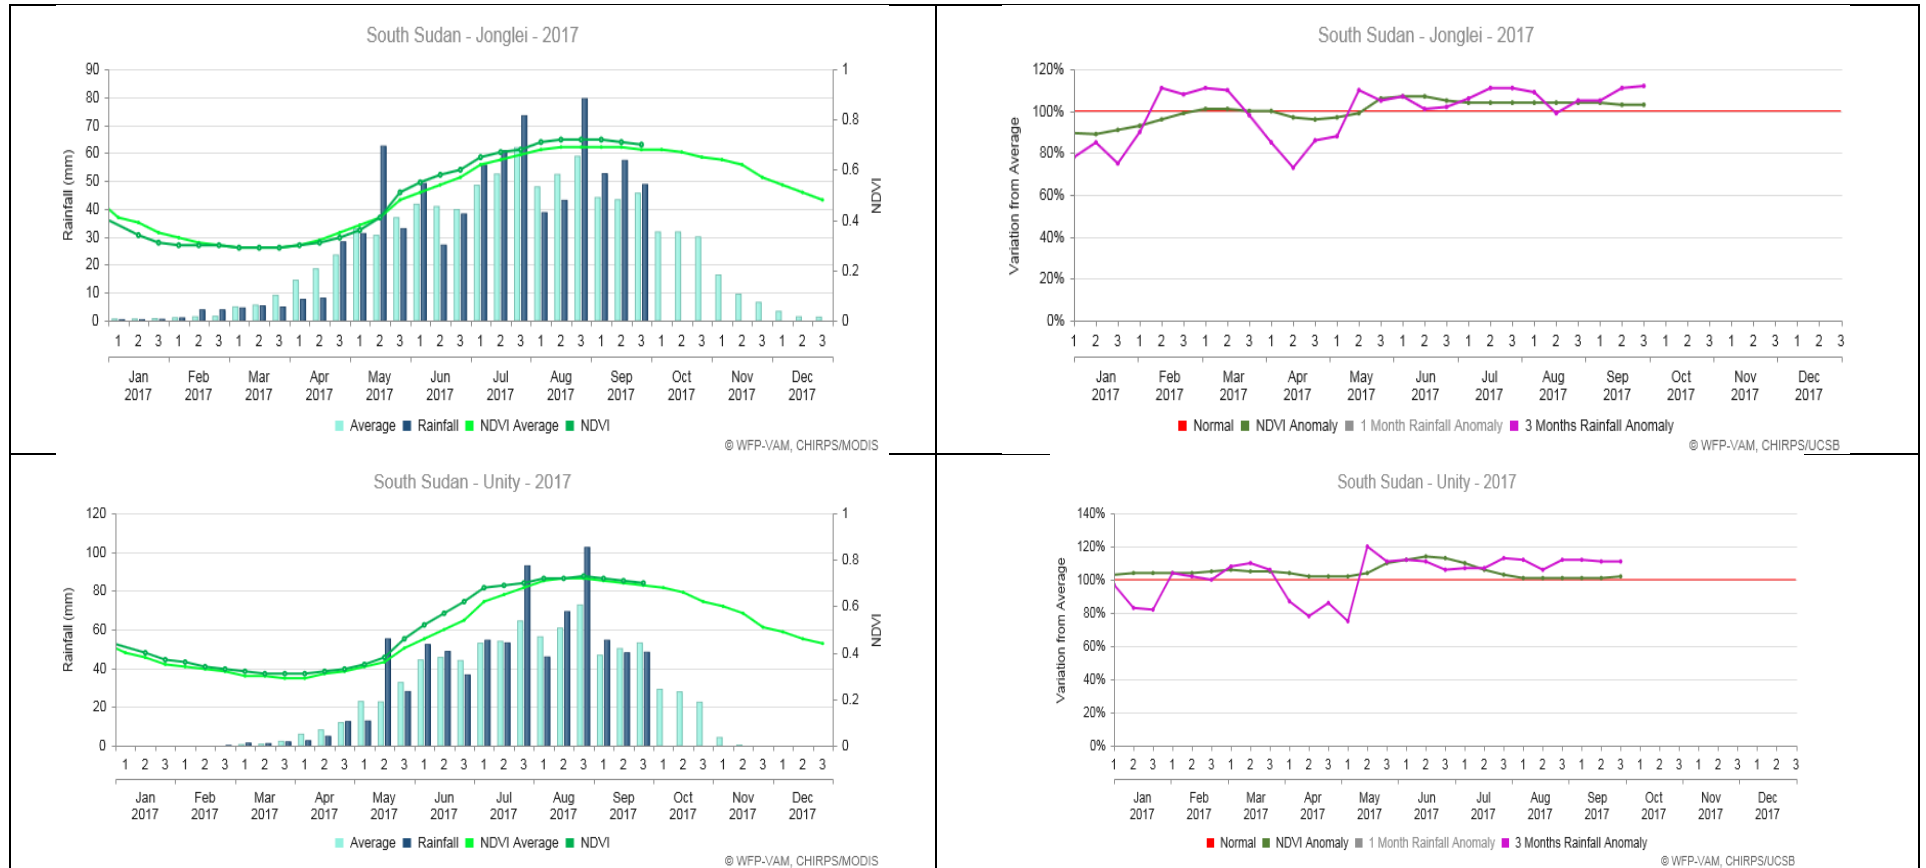 South Sudan - Jonglei - 2017
90
80
70
60
50
40
30
20
10
0
Rainfall (mm)
1
0.8
0.6
0.4
0.2
0
NDVI
1 2 3 1 2 3 1 2 3 1 2 3 1 2 3 1 2 3 1 2 3 1 2 3 1 2 3 1 2 3 1 2 3 1 2 3
Jan Feb Mar Apr May Jun Jul Aug Sep Oct Nov Dec
2017 2017 2017 2017 2017 2017 2017 2017 2017 2017 2017 2017
Average Rainfall NDVI Average NDVI
© WFP-VAM, CHIRPS/MODIS
South Sudan - Jonglei - 2017
120%
100%
80%
60%
40%
20%
0%
Variation from Average
1 2 3 1 2 3 1 2 3 1 2 3 1 2 3 1 2 3 1 2 3 1 2 3 1 2 3 1 2 3 1 2 3 1 2 3
Jan Feb Mar Apr May Jun Jul Aug Sep Oct Nov Dec
2017 2017 2017 2017 2017 2017 2017 2017 2017 2017 2017 2017
Normal NDVI Anomaly 1 Month Rainfall Anomaly 3 Months Rainfall Anomaly
© WFP-VAM, CHIRPS/UCSB
South Sudan - Unity - 2017
120
100
80
60
40
20
0
Rainfall (mm)
1
0.8
0.6
0.4
0.2
0
NDVI
1 2 3 1 2 3 1 2 3 1 2 3 1 2 3 1 2 3 1 2 3 1 2 3 1 2 3 1 2 3 1 2 3 1 2 3
Jan Feb Mar Apr May Jun Jul Aug Sep Oct Nov Dec
2017 2017 2017 2017 2017 2017 2017 2017 2017 2017 2017 2017
Average Rainfall NDVI Average NDVI
© WFP-VAM, CHIRPS/MODIS
South Sudan - Unity - 2017
140%
120%
100%
80%
60%
40%
20%
0%
Variation from Average
1 2 3 1 2 3 1 2 3 1 2 3 1 2 3 1 2 3 1 2 3 1 2 3 1 2 3 1 2 3 1 2 3 1 2 3
Jan Feb Mar Apr May Jun Jul Aug Sep Oct Nov Dec
2017 2017 2017 2017 2017 2017 2017 2017 2017 2017 2017 2017
Normal NDVI Anomaly 1 Month Rainfall Anomaly 3 Months Rainfall Anomaly
© WFP-VAM, CHIRPS/UCSB